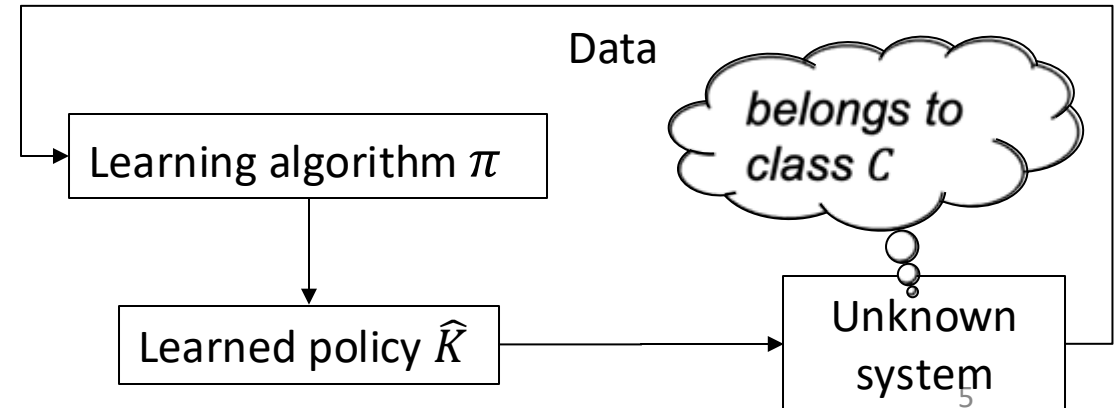 Data
belongs to
class C
Learning algorithm π
Learned policy K̂
Unknown
system
5